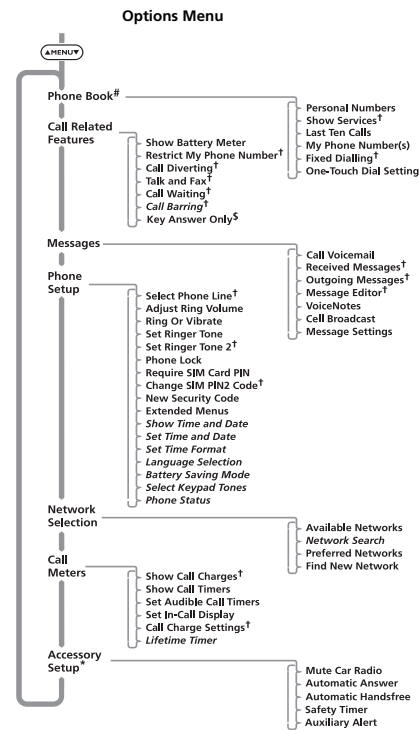 Options Menu
▲MENU▼
Phone Book#
Personal Numbers
Show Services†
Last Ten Calls
My Phone Number(s)
Fixed Dialling†
One-Touch Dial Setting
Call Related
Features
Show Battery Meter
Restrict My Phone Number†
Call Diverting†
Talk and Fax†
Call Waiting†
Call Barring†
Key Answer Only$
Messages
Call Voicemail
Received Messages†
Outgoing Messages†
Message Editor†
VoiceNotes
Cell Broadcast
Message Settings
Phone
Setup
Select Phone Line†
Adjust Ring Volume
Ring Or Vibrate
Set Ringer Tone
Set Ringer Tone 2†
Phone Lock
Require SIM Card PIN
Change SIM PIN2 Code†
New Security Code
Extended Menus
Show Time and Date
Set Time and Date
Set Time Format
Language Selection
Battery Saving Mode
Select Keypad Tones
Phone Status
Network
Selection
Available Networks
Network Search
Preferred Networks
Find New Network
Call
Meters
Show Call Charges†
Show Call Timers
Set Audible Call Timers
Set In-Call Display
Call Charge Settings†
Lifetime Timer
Accessory
Setup*
Mute Car Radio
Automatic Answer
Automatic Handsfree
Safety Timer
Auxiliary Alert